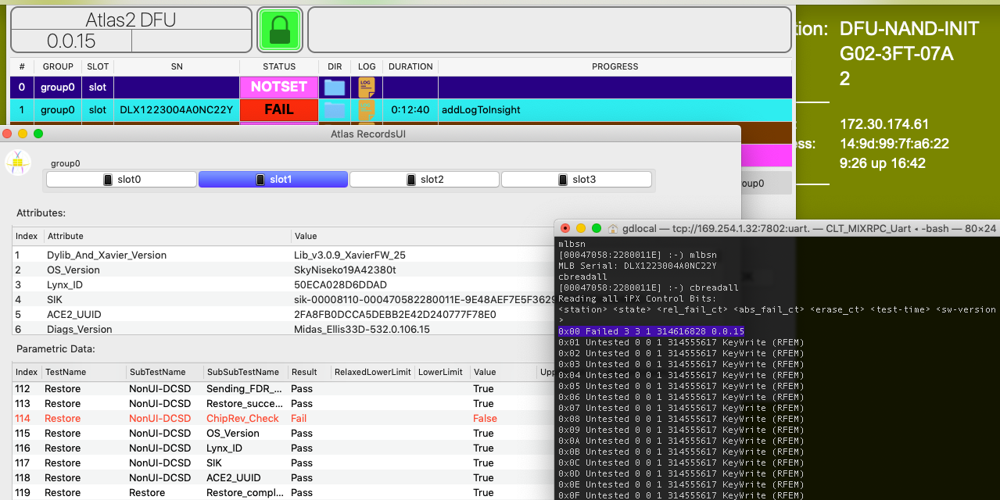 Atlas2 DFU
0.0.15
tion: DFU-NAND-INIT
G02-3FT-07A
2
# GROUP SLOT SN STATUS DIR LOG DURATION PROGRESS
0 group0 slot NOTSET LOG
1 group0 slot DLX1223004A0NC22Y FAIL LOG 0:12:40 addLogToInsight
172.30.174.61
ess: 14:9d:99:7f:a6:22
9:26 up 16:42
Atlas RecordsUI
group0
slot0 slot1 slot2 slot3
oup0
Attributes:
Index Attribute Value
1 Dylib_And_Xavier_Version Lib_v3.0.9_XavierFW_25
2 OS_Version SkyNiseko19A42380t
3 Lynx_ID 50ECA028D6DDAD
4 SIK sik-00008110-000470582280011E-9E48AEF7E5F3629
5 ACE2_UUID 2FA8FB0DCCA5DEBB2E42D240777F78E0
6 Diags_Version Midas_Ellis33D-532.0.106.15
Parametric Data:
Index TestName SubTestName SubSubTestName Result RelaxedLowerLimit LowerLimit Value Upp
112 Restore NonUI-DCSD Sending_FDR_... Pass True
113 Restore NonUI-DCSD Restore_succe... Pass True
114 Restore NonUI-DCSD ChipRev_Check Fail False
115 Restore NonUI-DCSD OS_Version Pass True
116 Restore NonUI-DCSD Lynx_ID Pass True
117 Restore NonUI-DCSD SIK Pass True
118 Restore NonUI-DCSD ACE2_UUID Pass True
119 Restore Restore Restore_compl... Pass True
gdlocal — tcp://169.254.1.32:7802:uart. — CLT_MIXRPC_Uart ◂ -bash — 80×24
mlbsn
[00047058:2280011E] :-) mlbsn
MLB Serial: DLX1223004A0NC22Y
cbreadall
[00047058:2280011E] :-) cbreadall
Reading all iPX Control Bits:
<station> <state> <rel_fail_ct> <abs_fail_ct> <erase_ct> <test-time> <sw-version
>
0x00 Failed 3 3 1 314616828 0.0.15
0x01 Untested 0 0 1 314555617 KeyWrite (RFEM)
0x02 Untested 0 0 1 314555617 KeyWrite (RFEM)
0x03 Untested 0 0 1 314555617 KeyWrite (RFEM)
0x04 Untested 0 0 1 314555617 KeyWrite (RFEM)
0x05 Untested 0 0 1 314555617 KeyWrite (RFEM)
0x06 Untested 0 0 1 314555617 KeyWrite (RFEM)
0x07 Untested 0 0 1 314555617 KeyWrite (RFEM)
0x08 Untested 0 0 1 314555617 KeyWrite (RFEM)
0x09 Untested 0 0 1 314555617 KeyWrite (RFEM)
0x0A Untested 0 0 1 314555617 KeyWrite (RFEM)
0x0B Untested 0 0 1 314555617 KeyWrite (RFEM)
0x0C Untested 0 0 1 314555617 KeyWrite (RFEM)
0x0D Untested 0 0 1 314555617 KeyWrite (RFEM)
0x0E Untested 0 0 1 314555617 KeyWrite (RFEM)
0x0F Untested 0 0 1 314555617 KeyWrite (RFEM)